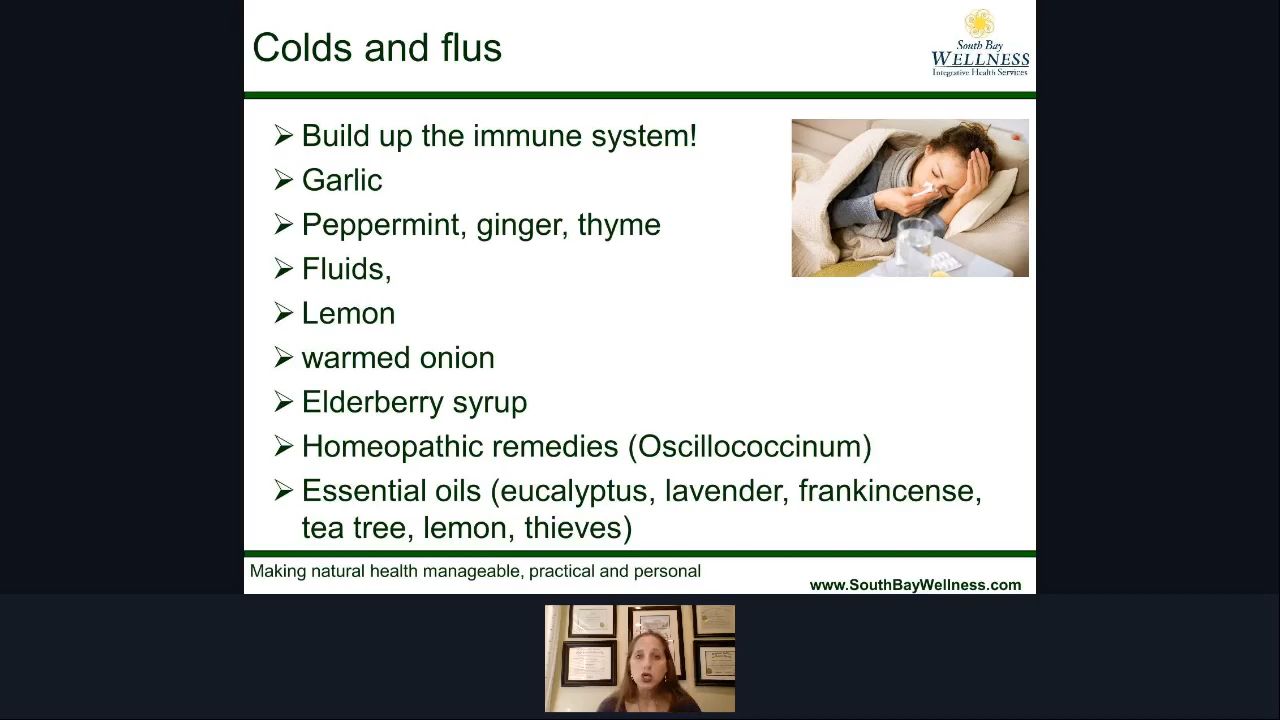 Colds and flus
South Bay
WELLNESS
Integrative Health Services
➢ Build up the immune system!
➢ Garlic
➢ Peppermint, ginger, thyme
➢ Fluids,
➢ Lemon
➢ warmed onion
➢ Elderberry syrup
➢ Homeopathic remedies (Oscillococcinum)
➢ Essential oils (eucalyptus, lavender, frankincense,
tea tree, lemon, thieves)
Making natural health manageable, practical and personal
www.SouthBayWellness.com